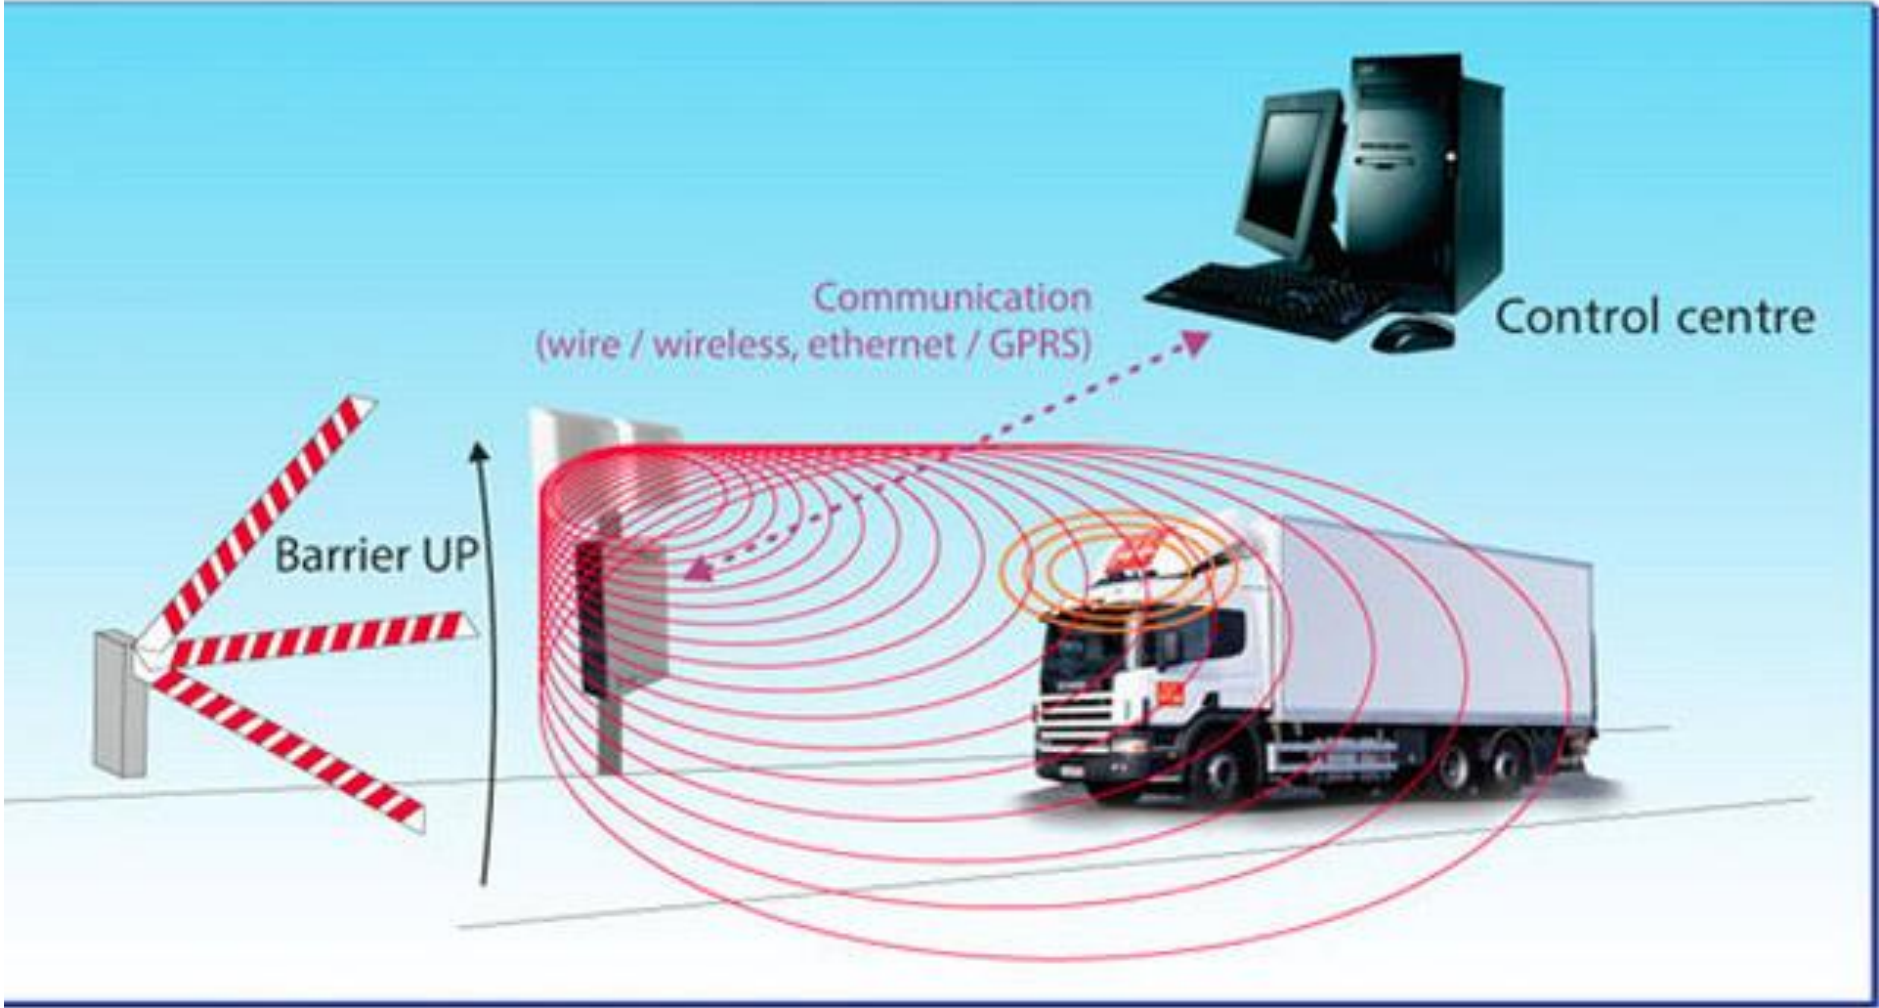 Communication
(wire / wireless, ethernet / GPRS)
Control centre
Barrier UP